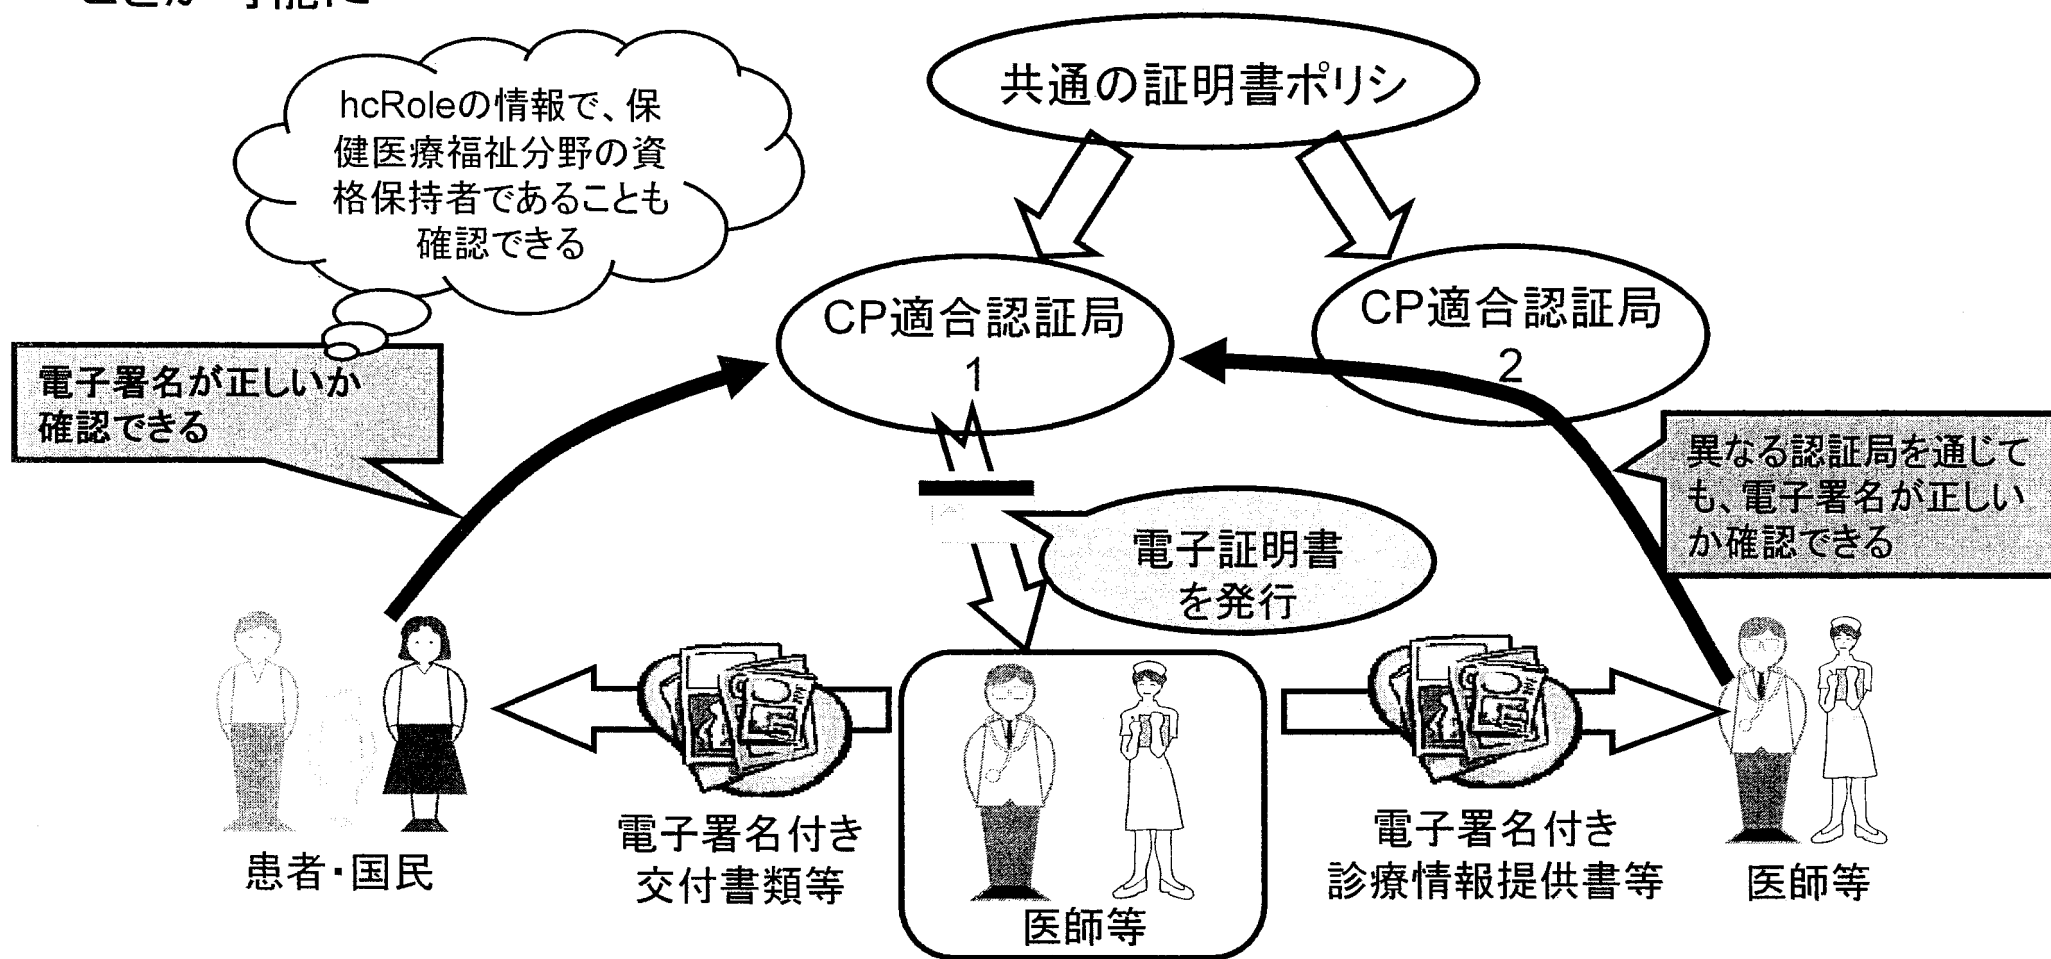 ことが可能に
hcRoleの情報で、保
健医療福祉分野の資
格保持者であることも
確認できる
共通の証明書ポリシ
CP適合認証局
1
CP適合認証局
2
電子署名が正しいか
確認できる
異なる認証局を通じて
も、電子署名が正しい
か確認できる
電子証明書
を発行
患者・国民
電子署名付き
交付書類等
医師等
電子署名付き
診療情報提供書等
医師等